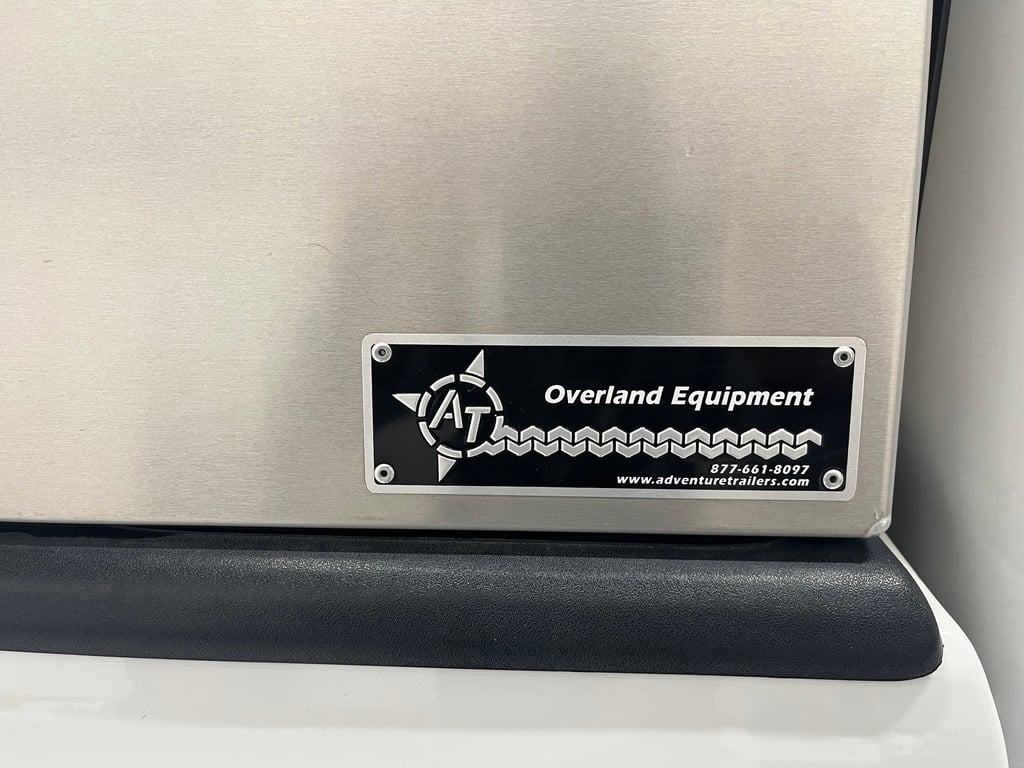 AT
Overland Equipment
877-661-8097
www.adventuretrailers.com